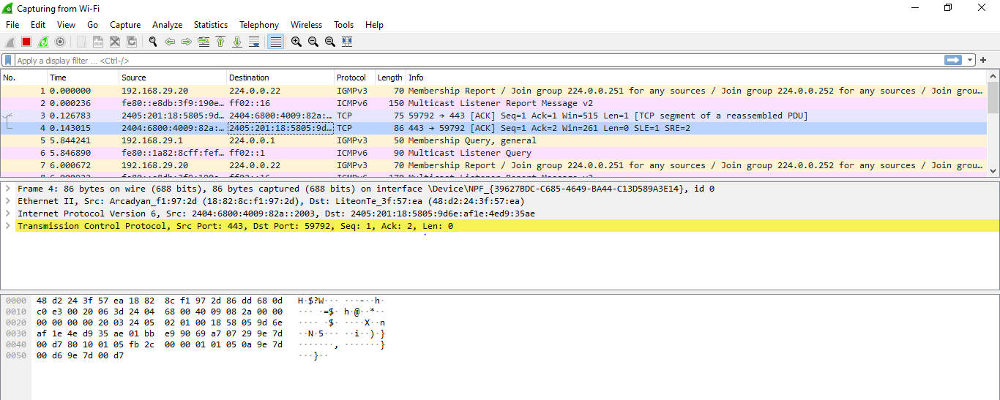 Capturing from Wi-Fi
File Edit View Go Capture Analyze Statistics Telephony Wireless Tools Help
Apply a display filter ... <Ctrl-/>
No. Time Source Destination Protocol Length Info
1 0.000000 192.168.29.20 224.0.0.22 IGMPv3 70 Membership Report / Join group 224.0.0.251 for any sources / Join group 224.0.0.252 for any sources / Join grou…
2 0.000236 fe80::e8db:3f9:190e… ff02::16 ICMPv6 150 Multicast Listener Report Message v2
3 0.126783 2405:201:18:5805:9d… 2404:6800:4009:82a:… TCP 75 59792 → 443 [ACK] Seq=1 Ack=1 Win=515 Len=1 [TCP segment of a reassembled PDU]
4 0.143015 2404:6800:4009:82a:… 2405:201:18:5805:9d… TCP 86 443 → 59792 [ACK] Seq=1 Ack=2 Win=261 Len=0 SLE=1 SRE=2
5 5.844241 192.168.29.1 224.0.0.1 IGMPv3 50 Membership Query, general
6 5.846890 fe80::1a82:8cff:fef… ff02::1 ICMPv6 90 Multicast Listener Query
7 6.000672 192.168.29.20 224.0.0.22 IGMPv3 70 Membership Report / Join group 224.0.0.251 for any sources / Join group 224.0.0.252 for any sources / Join grou…
Frame 4: 86 bytes on wire (688 bits), 86 bytes captured (688 bits) on interface \Device\NPF_{39627BDC-C685-4649-BA44-C13D589A3E14}, id 0
Ethernet II, Src: Arcadyan_f1:97:2d (18:82:8c:f1:97:2d), Dst: LiteonTe_3f:57:ea (48:d2:24:3f:57:ea)
Internet Protocol Version 6, Src: 2404:6800:4009:82a::2003, Dst: 2405:201:18:5805:9d6e:af1e:4ed9:35ae
Transmission Control Protocol, Src Port: 443, Dst Port: 59792, Seq: 1, Ack: 2, Len: 0
0000 48 d2 24 3f 57 ea 18 82 8c f1 97 2d 86 dd 68 0d H·$?W··· ···-··h·
0010 c0 e3 00 20 06 3d 24 04 68 00 40 09 08 2a 00 00 ··· ·=$· h·@··*··
0020 00 00 00 00 20 03 24 05 02 01 00 18 58 05 9d 6e ···· ·$· ····X··n
0030 af 1e 4e d9 35 ae 01 bb e9 90 69 a7 07 29 9e 7d ··N·5··· ··i··)·}
0040 00 d7 80 10 01 05 fb 2c 00 00 01 01 05 0a 9e 7d ·······, ·······}
0050 00 d6 9e 7d 00 d7 ···}··